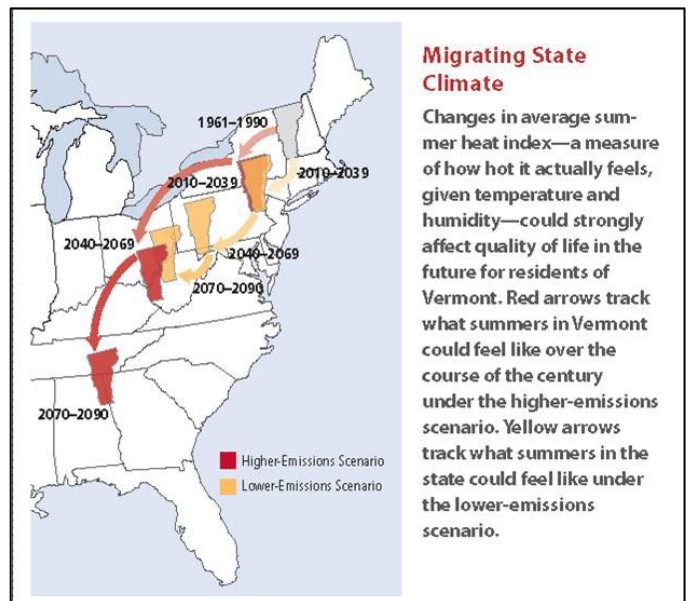 1961–1990
2010–2039
2010–2039
2040–2069
2040–2069
2070–2090
2070–2090
Higher-Emissions Scenario
Lower-Emissions Scenario
Migrating State
Climate
Changes in average sum-
mer heat index—a measure
of how hot it actually feels,
given temperature and
humidity—could strongly
affect quality of life in the
future for residents of
Vermont. Red arrows track
what summers in Vermont
could feel like over the
course of the century
under the higher-emissions
scenario. Yellow arrows
track what summers in the
state could feel like under
the lower-emissions
scenario.